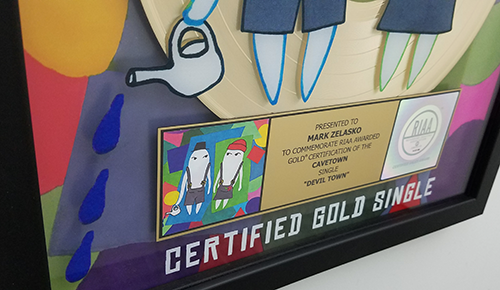 PRESENTED TO
MARK ZELASKO
TO COMMEMORATE RIAA AWARDED
GOLD® CERTIFICATION OF THE
CAVETOWN
SINGLE
"DEVIL TOWN"
RIAA
CERTIFIED GOLD SINGLE